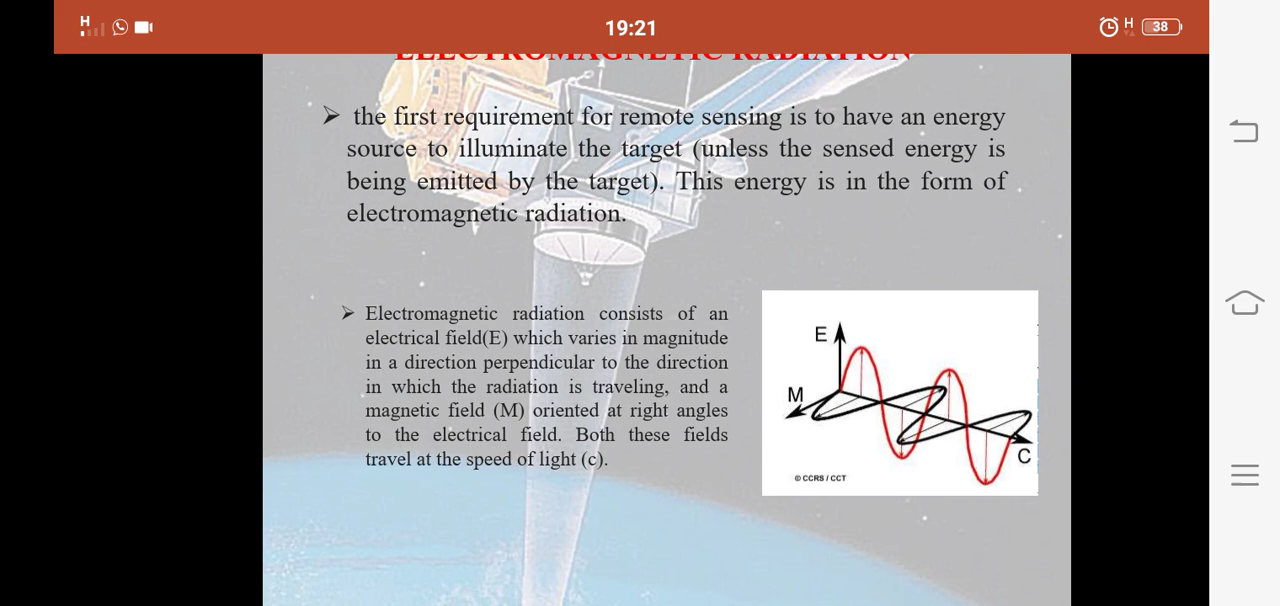 H
19:21
H
38
ELECTROMAGNETIC RADIATION
➢ the first requirement for remote sensing is to have an energy
source to illuminate the target (unless the sensed energy is
being emitted by the target). This energy is in the form of
electromagnetic radiation.
➢ Electromagnetic radiation consists of an
electrical field(E) which varies in magnitude
in a direction perpendicular to the direction
in which the radiation is traveling, and a
magnetic field (M) oriented at right angles
to the electrical field. Both these fields
travel at the speed of light (c).
E
M
C
© CCRS / CCT